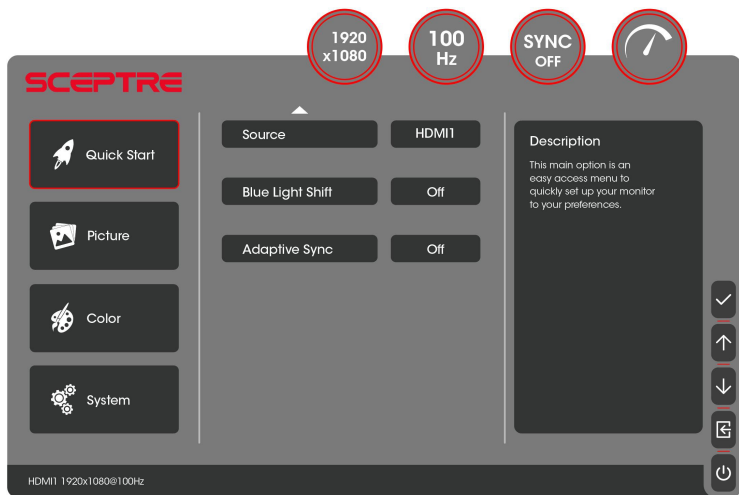 1920
x1080
100
Hz
SYNC
OFF
SCEPTRE
Quick Start
Picture
Color
System
Source
HDMI1
Blue Light Shift
Off
Adaptive Sync
Off
Description
This main option is an
easy access menu to
quickly set up your monitor
to your preferences.
HDMI1 1920x1080@100Hz